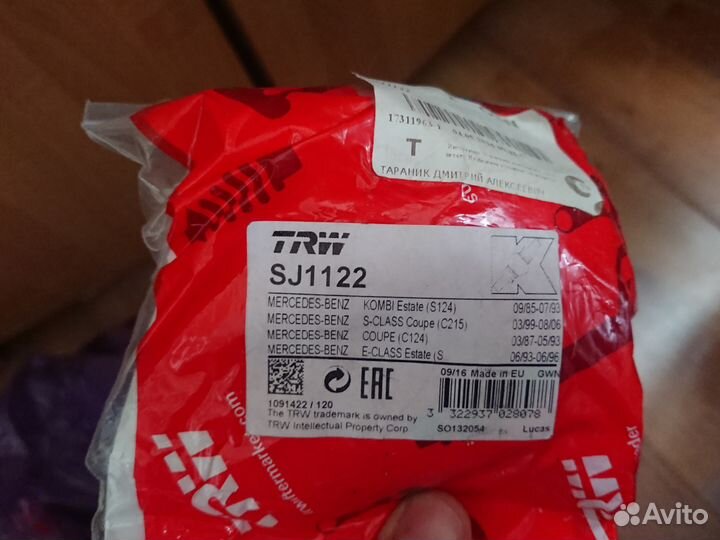 T
ТАРАНИК ДМИТРИЙ АЛЕКСЕЕВИЧ
TRW
SJ1122
MERCEDES-BENZ KOMBI Estate (S124) 09/85-07/93
MERCEDES-BENZ S-CLASS Coupe (C215) 03/99-08/06
MERCEDES-BENZ COUPE (C124) 03/87-05/93
MERCEDES-BENZ E-CLASS Estate (S 06/93-06/96
EAC
09/16 Made in EU GWN
1091422 / 120
The TRW trademark is owned by
TRW Intellectual Property Corp
3 322937 028078
SO132054 Lucas
TRW
TRW
Avito